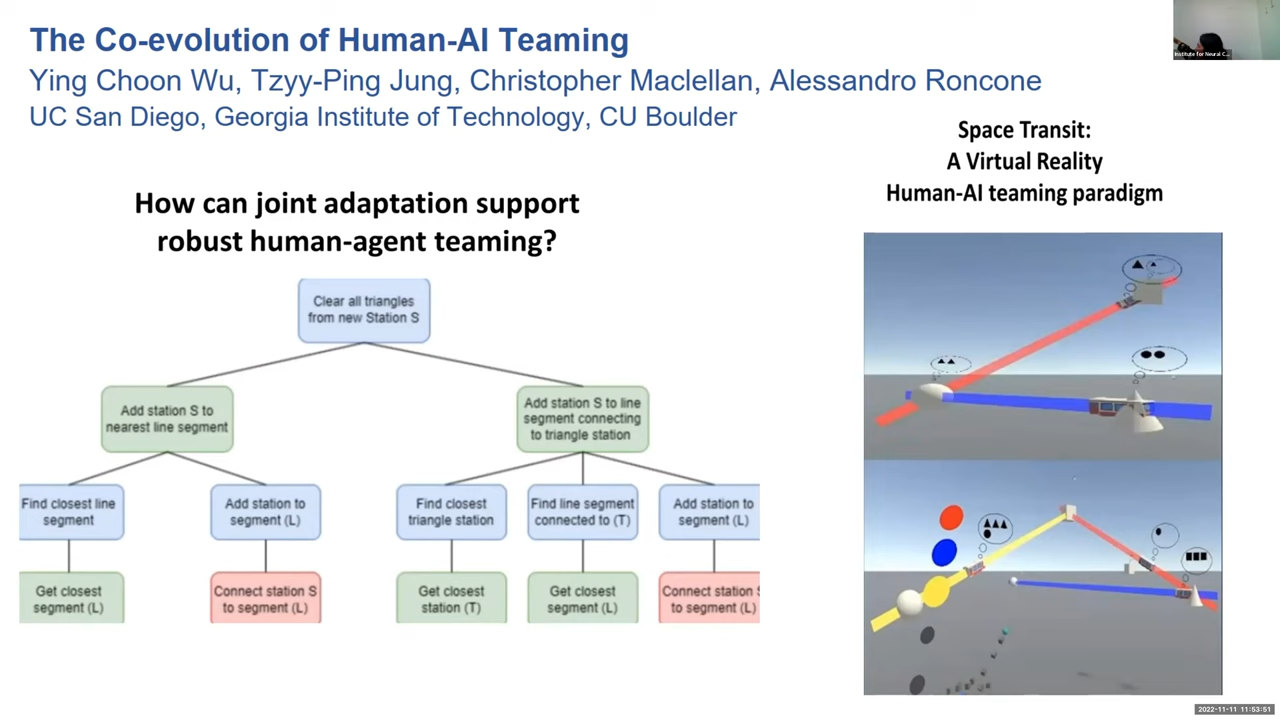 The Co-evolution of Human-AI Teaming
Ying Choon Wu, Tzyy-Ping Jung, Christopher Maclellan, Alessandro Roncone
UC San Diego, Georgia Institute of Technology, CU Boulder
Institute for Neural C...
Space Transit:
A Virtual Reality
Human-AI teaming paradigm
How can joint adaptation support
robust human-agent teaming?
Clear all triangles
from new Station S
Add station S to
nearest line segment
Add station S to line
segment connecting
to triangle station
Find closest line
segment
Add station to
segment (L)
Find closest
triangle station
Find line segment
connected to (T)
Add station to
segment (L)
Get closest
segment (L)
Connect station S
to segment (L)
Get closest
station (T)
Get closest
segment (L)
Connect station S
to segment (L)
2022-11-11 11:53:51